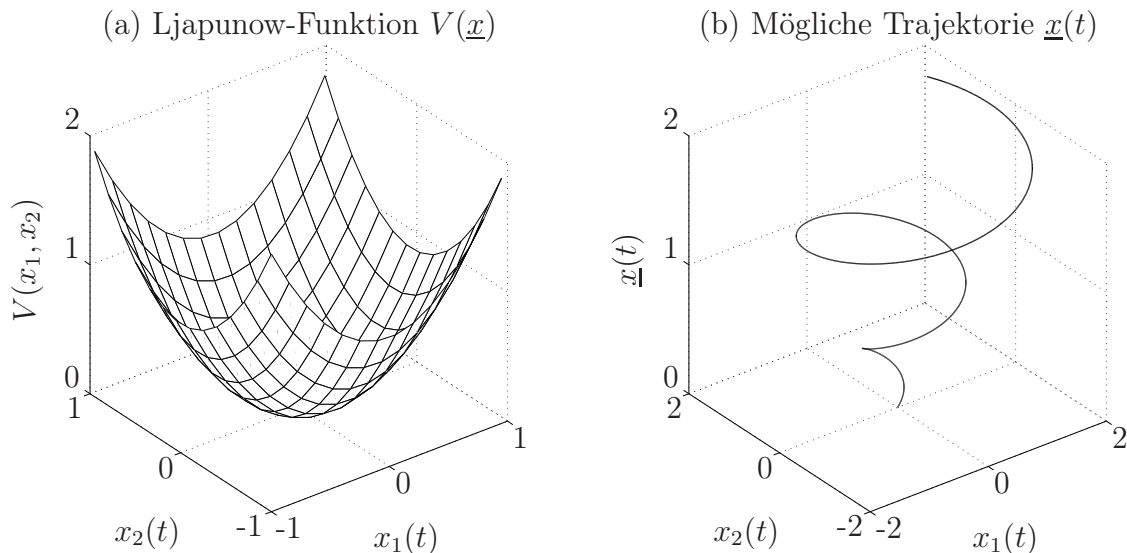 (a) Ljapunow-Funktion V(x)
(b) Mögliche Trajektorie x(t)
2
1
0
V(x₁, x₂)
1
0
-1
x₂(t)
-1
0
1
x₁(t)
2
1
0
x(t)
2
0
-2
x₂(t)
-2
0
2
x₁(t)